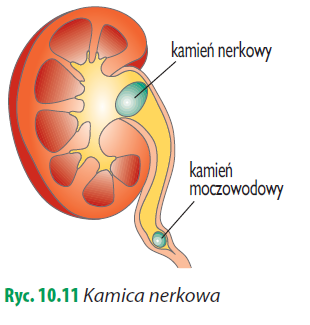 kamień nerkowy
kamień
moczowodowy
Ryc. 10.11 Kamica nerkowa